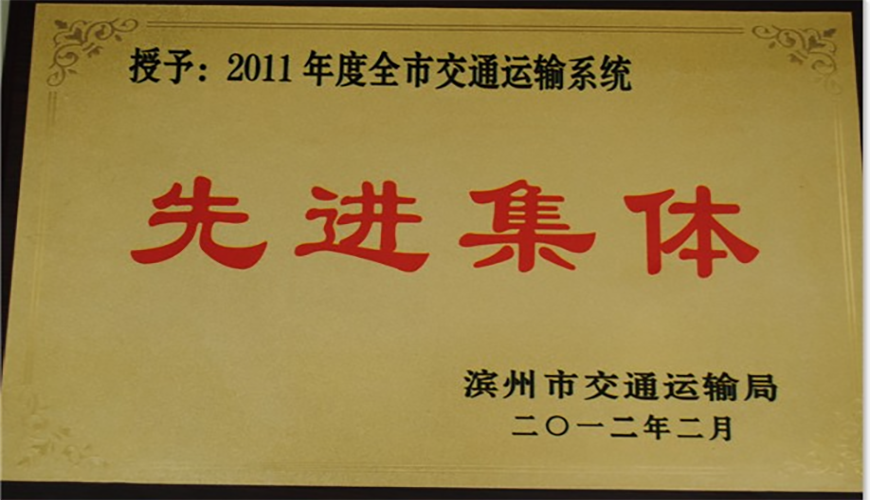 授予：2011年度全市交通运输系统
先进集体
滨州市交通运输局
二〇一二年二月